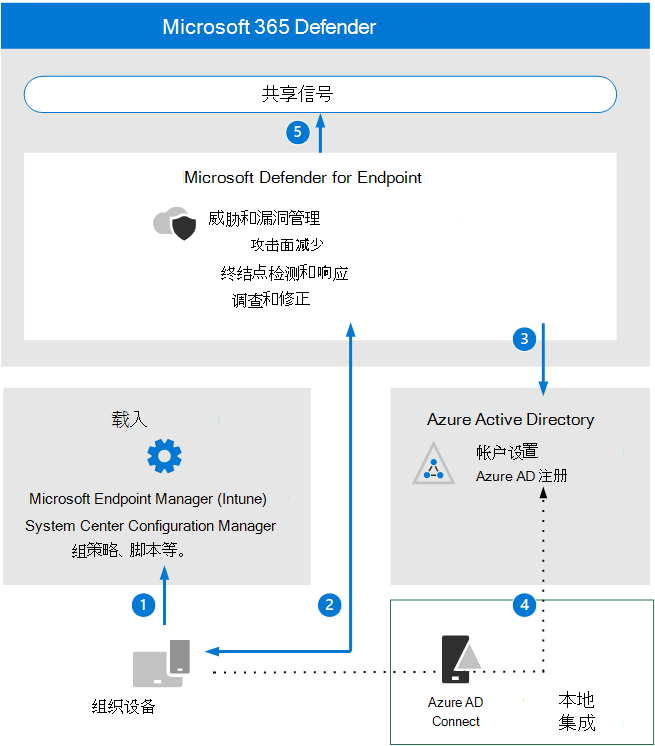 Microsoft 365 Defender
共享信号
5
Microsoft Defender for Endpoint
威胁和漏洞管理
攻击面减少
终结点检测和响应
调查和修正
3
载入
Microsoft Endpoint Manager (Intune)
System Center Configuration Manager
组策略、脚本等。
Azure Active Directory
帐户设置
Azure AD 注册
1
2
4
组织设备
Azure AD
Connect
本地
集成